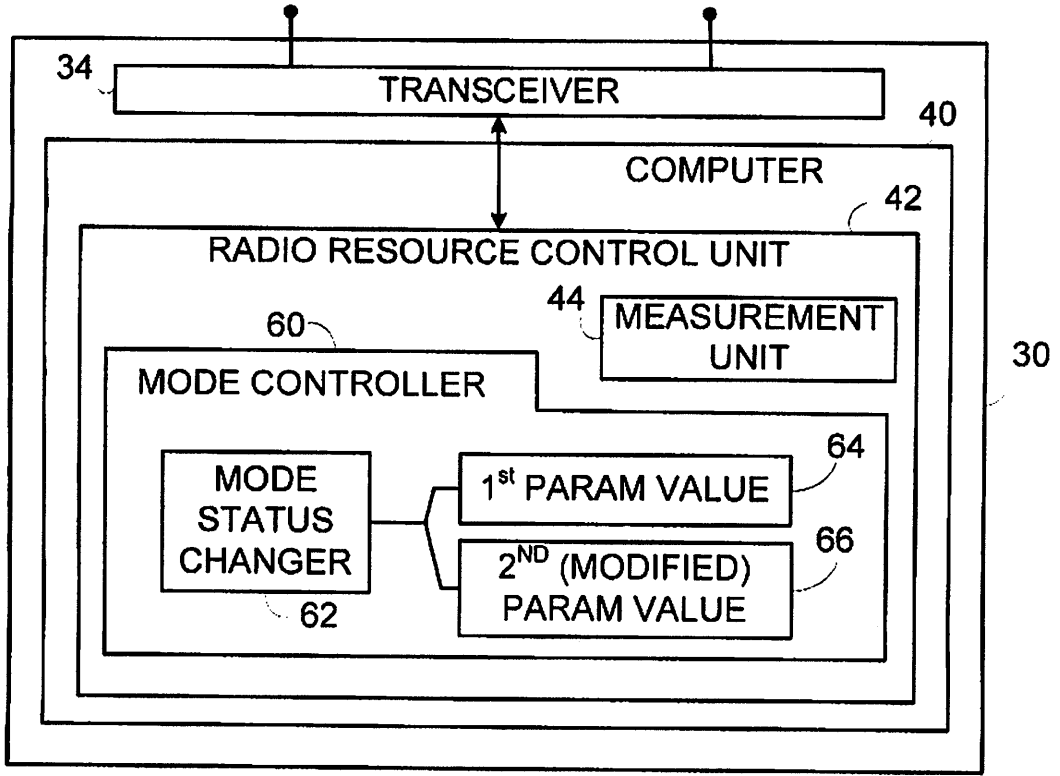 34
TRANSCEIVER
40
COMPUTER
42
RADIO RESOURCE CONTROL UNIT
44
MEASUREMENT
UNIT
60
30
MODE CONTROLLER
64
MODE
STATUS
CHANGER
1st PARAM VALUE
66
2ND (MODIFIED)
PARAM VALUE
62